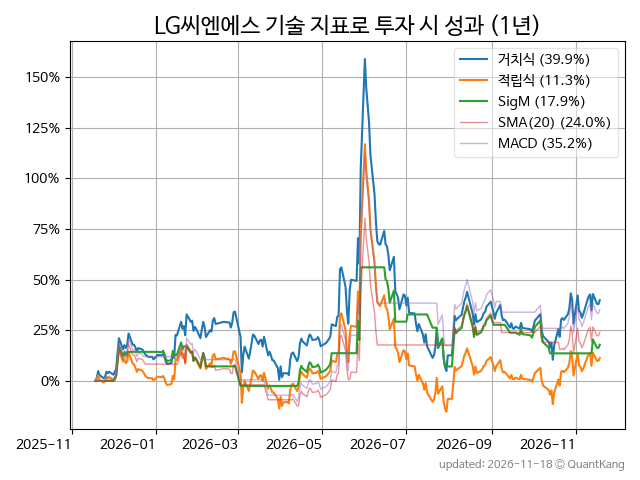 LG씨엔에스 기술 지표로 투자 시 성과 (1년)
거치식 (39.9%)
적립식 (11.3%)
SigM (17.9%)
SMA(20) (24.0%)
MACD (35.2%)
150%
125%
100%
75%
50%
25%
0%
2025-11 2026-01 2026-03 2026-05 2026-07 2026-09 2026-11
updated: 2026-11-18 © QuantKang